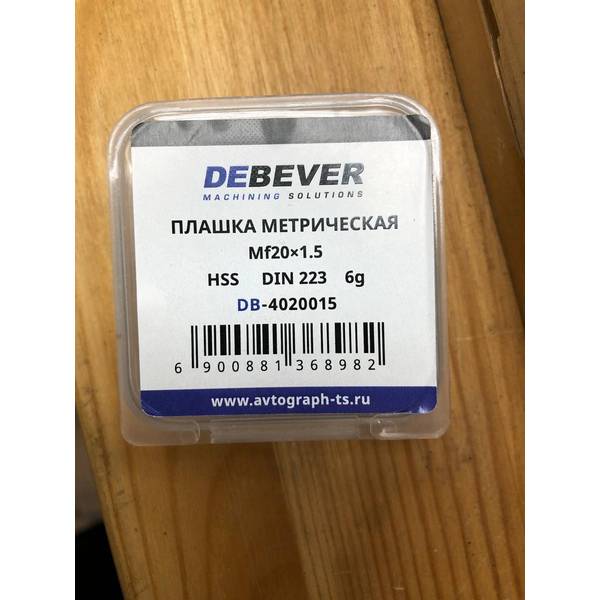 DEBEVER
MACHINING SOLUTIONS
ПЛАШКА МЕТРИЧЕСКАЯ
Mf20×1.5
HSS DIN 223 6g
DB-4020015
6 900881 368982
www.avtograph-ts.ru